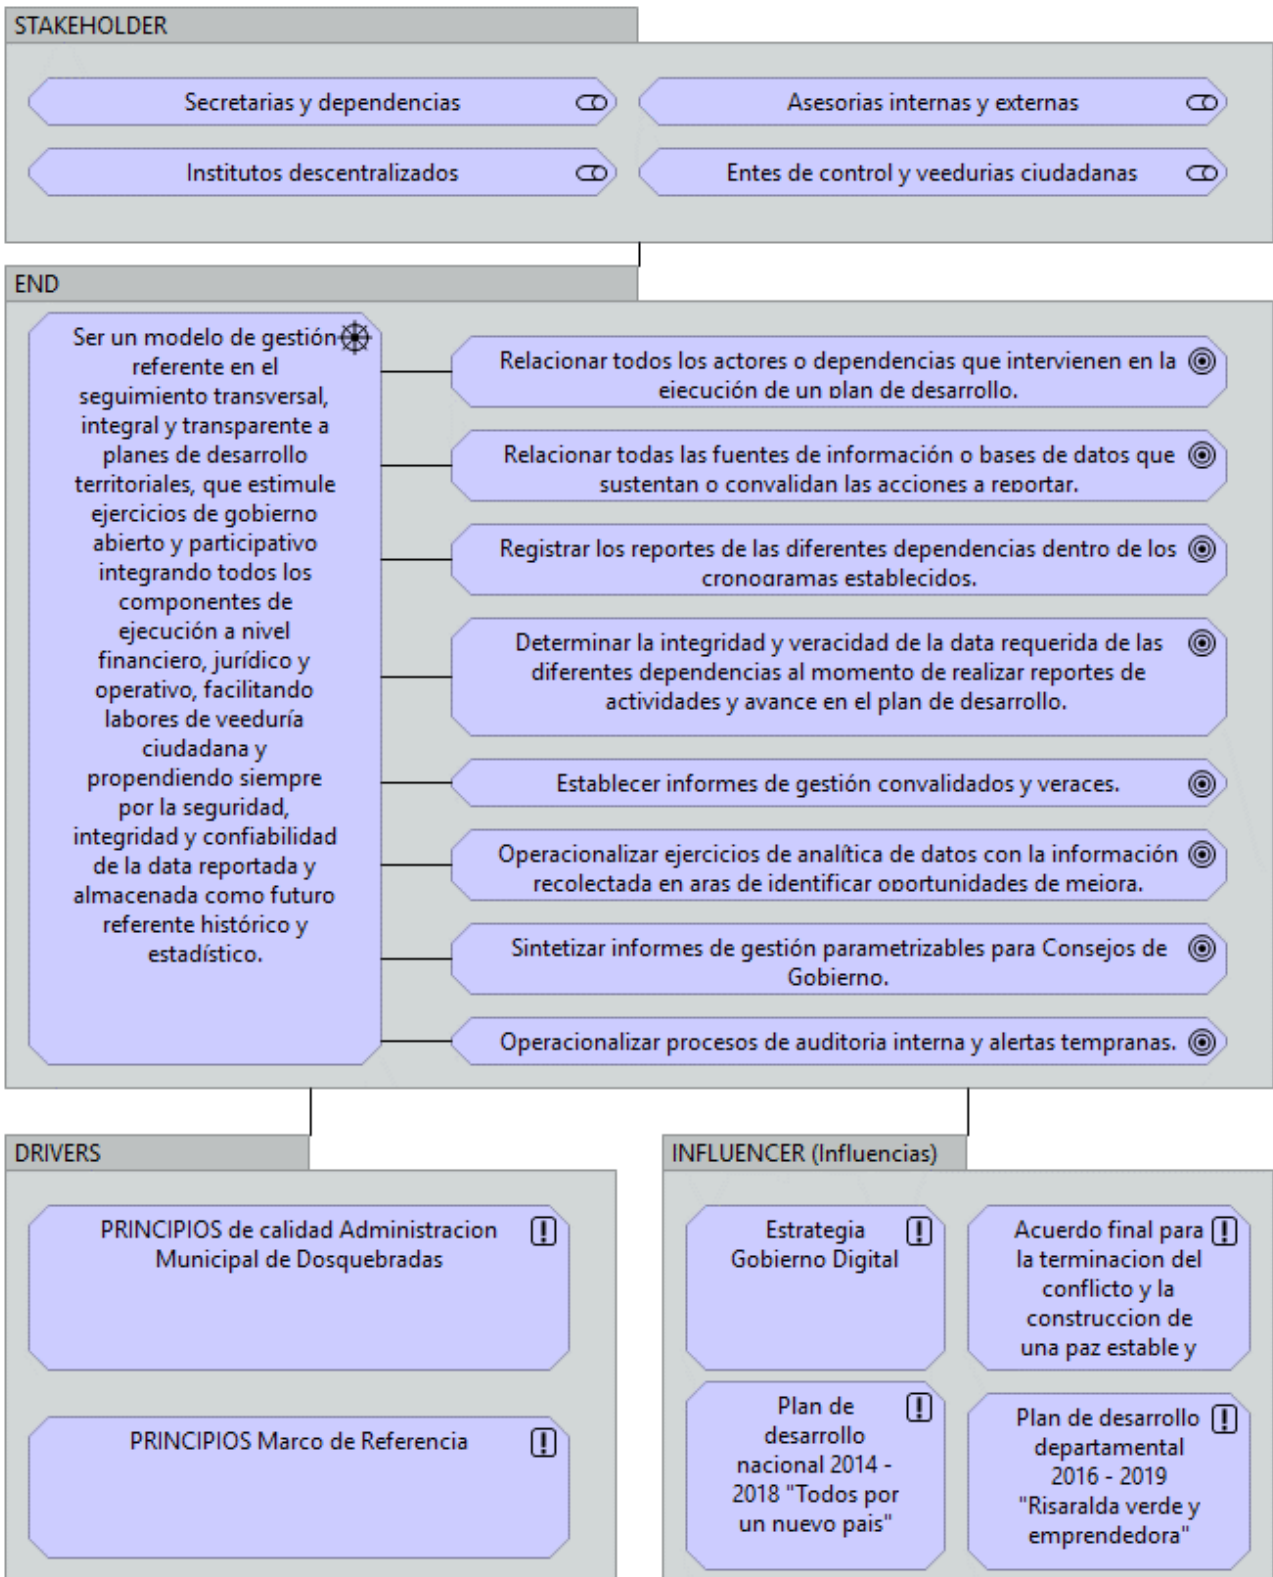 STAKEHOLDER
Secretarias y dependencias
Asesorias internas y externas
Institutos descentralizados
Entes de control y veedurias ciudadanas
END
Ser un modelo de gestión
referente en el
seguimiento transversal,
integral y transparente a
planes de desarrollo
territoriales, que estimule
ejercicios de gobierno
abierto y participativo
integrando todos los
componentes de
ejecución a nivel
financiero, jurídico y
operativo, facilitando
labores de veeduría
ciudadana y
propendiendo siempre
por la seguridad,
integridad y confiabilidad
de la data reportada y
almacenada como futuro
referente histórico y
estadístico.
Relacionar todos los actores o dependencias que intervienen en la
ejecución de un plan de desarrollo.
Relacionar todas las fuentes de información o bases de datos que
sustentan o convalidan las acciones a reportar.
Registrar los reportes de las diferentes dependencias dentro de los
cronogramas establecidos.
Determinar la integridad y veracidad de la data requerida de las
diferentes dependencias al momento de realizar reportes de
actividades y avance en el plan de desarrollo.
Establecer informes de gestión convalidados y veraces.
Operacionalizar ejercicios de analítica de datos con la información
recolectada en aras de identificar oportunidades de mejora.
Sintetizar informes de gestión parametrizables para Consejos de
Gobierno.
Operacionalizar procesos de auditoria interna y alertas tempranas.
DRIVERS
PRINCIPIOS de calidad Administracion
Municipal de Dosquebradas
PRINCIPIOS Marco de Referencia
INFLUENCER (Influencias)
Estrategia
Gobierno Digital
Acuerdo final para
la terminacion del
conflicto y la
construccion de
una paz estable y
Plan de
desarrollo
nacional 2014 -
2018 "Todos por
un nuevo pais"
Plan de desarrollo
departamental
2016 - 2019
"Risaralda verde y
emprendedora"